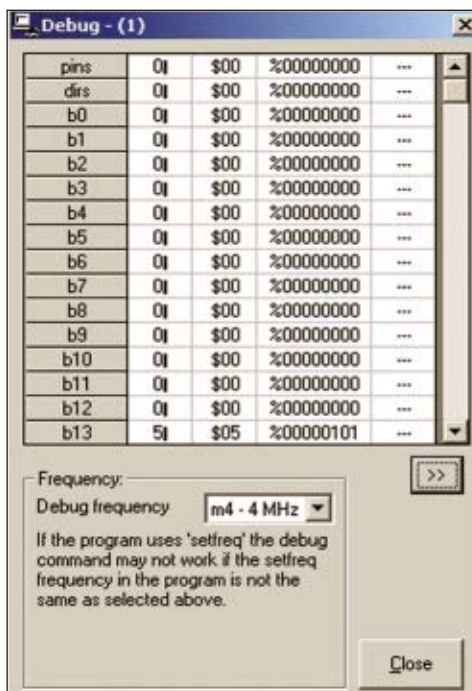 Debug - (1)
pins 0 $00 %00000000 ---
dirs 0 $00 %00000000 ---
b0 0 $00 %00000000 ---
b1 0 $00 %00000000 ---
b2 0 $00 %00000000 ---
b3 0 $00 %00000000 ---
b4 0 $00 %00000000 ---
b5 0 $00 %00000000 ---
b6 0 $00 %00000000 ---
b7 0 $00 %00000000 ---
b8 0 $00 %00000000 ---
b9 0 $00 %00000000 ---
b10 0 $00 %00000000 ---
b11 0 $00 %00000000 ---
b12 0 $00 %00000000 ---
b13 5 $05 %00000101 ---
>>
Frequency:
Debug frequency m4 - 4 MHz
If the program uses 'setfreq' the debug
command may not work if the setfreq
frequency in the program is not the
same as selected above.
Close